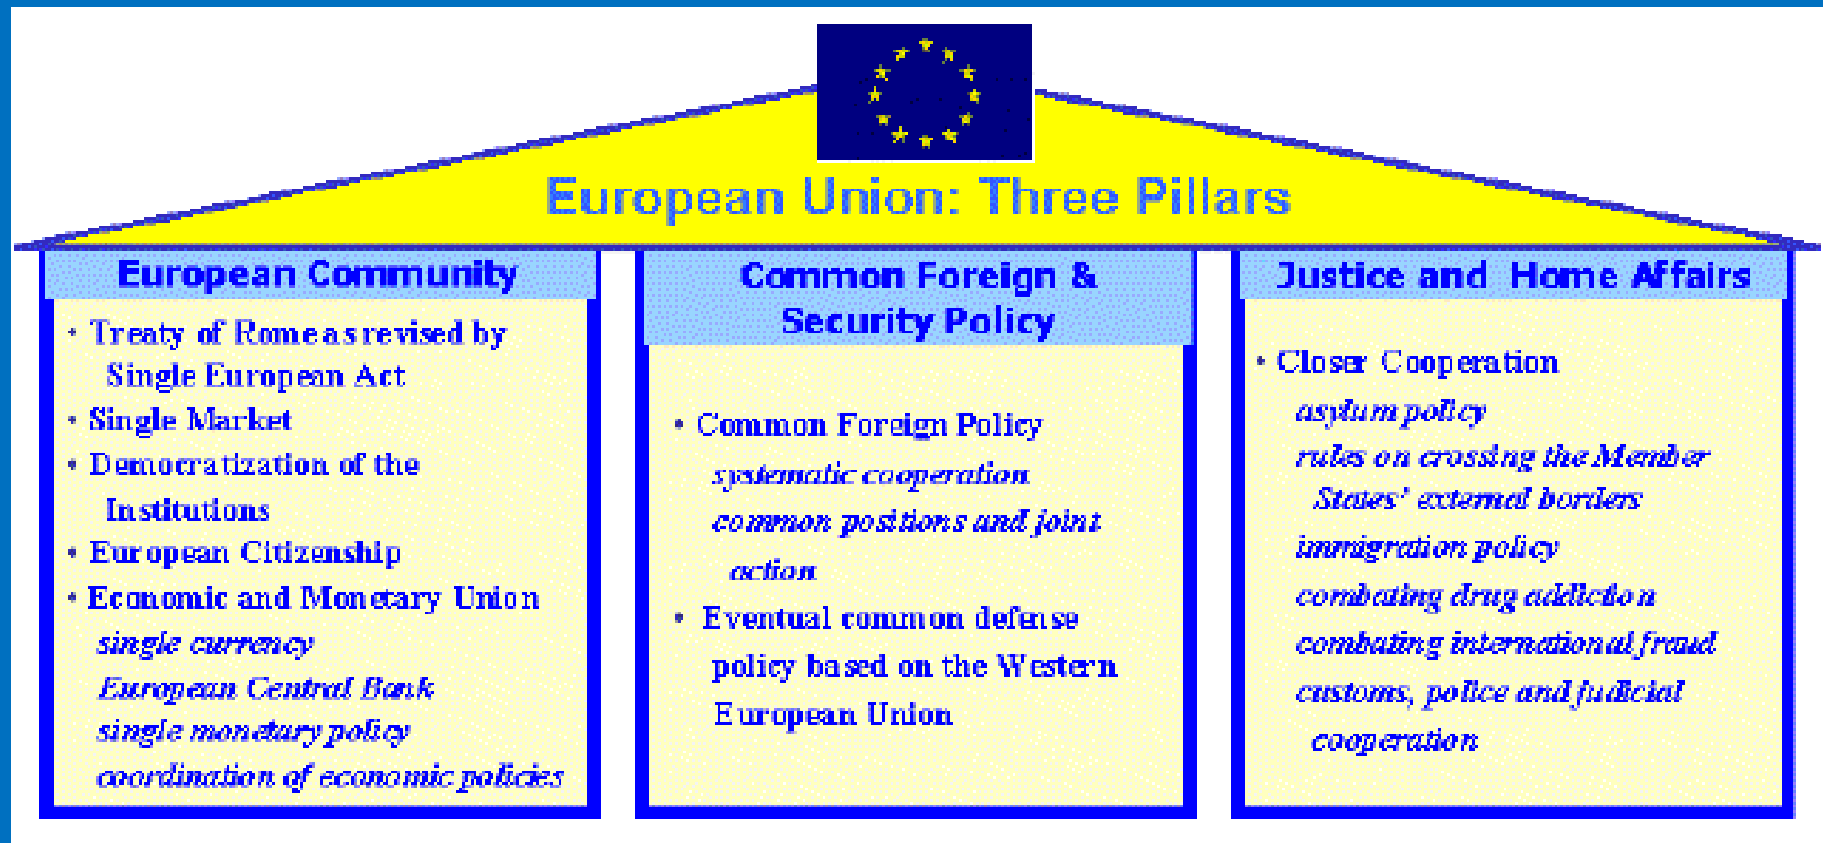 European Union: Three Pillars
European Community
• Treaty of Rome as revised by
Single European Act
• Single Market
• Democratization of the
Institutions
• European Citizenship
• Economic and Monetary Union
single currency
European Central Bank
single monetary policy
coordination of economic policies
Common Foreign &
Security Policy
• Common Foreign Policy
systematic cooperation
common positions and joint
action
• Eventual common defense
policy based on the Western
European Union
Justice and Home Affairs
• Closer Cooperation
asylum policy
rules on crossing the Member
States' external borders
immigration policy
combating drug addiction
combating international fraud
customs, police and judicial
cooperation